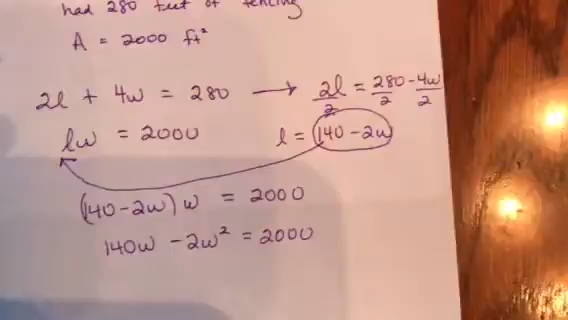 had 280 feet of fencing
A = 2000 ft²
2l + 4w = 280 → 2l/2 = 280/2 - 4w/2
lw = 2000 l = 140 - 2w
(140 - 2w) w = 2000
140w - 2w² = 2000